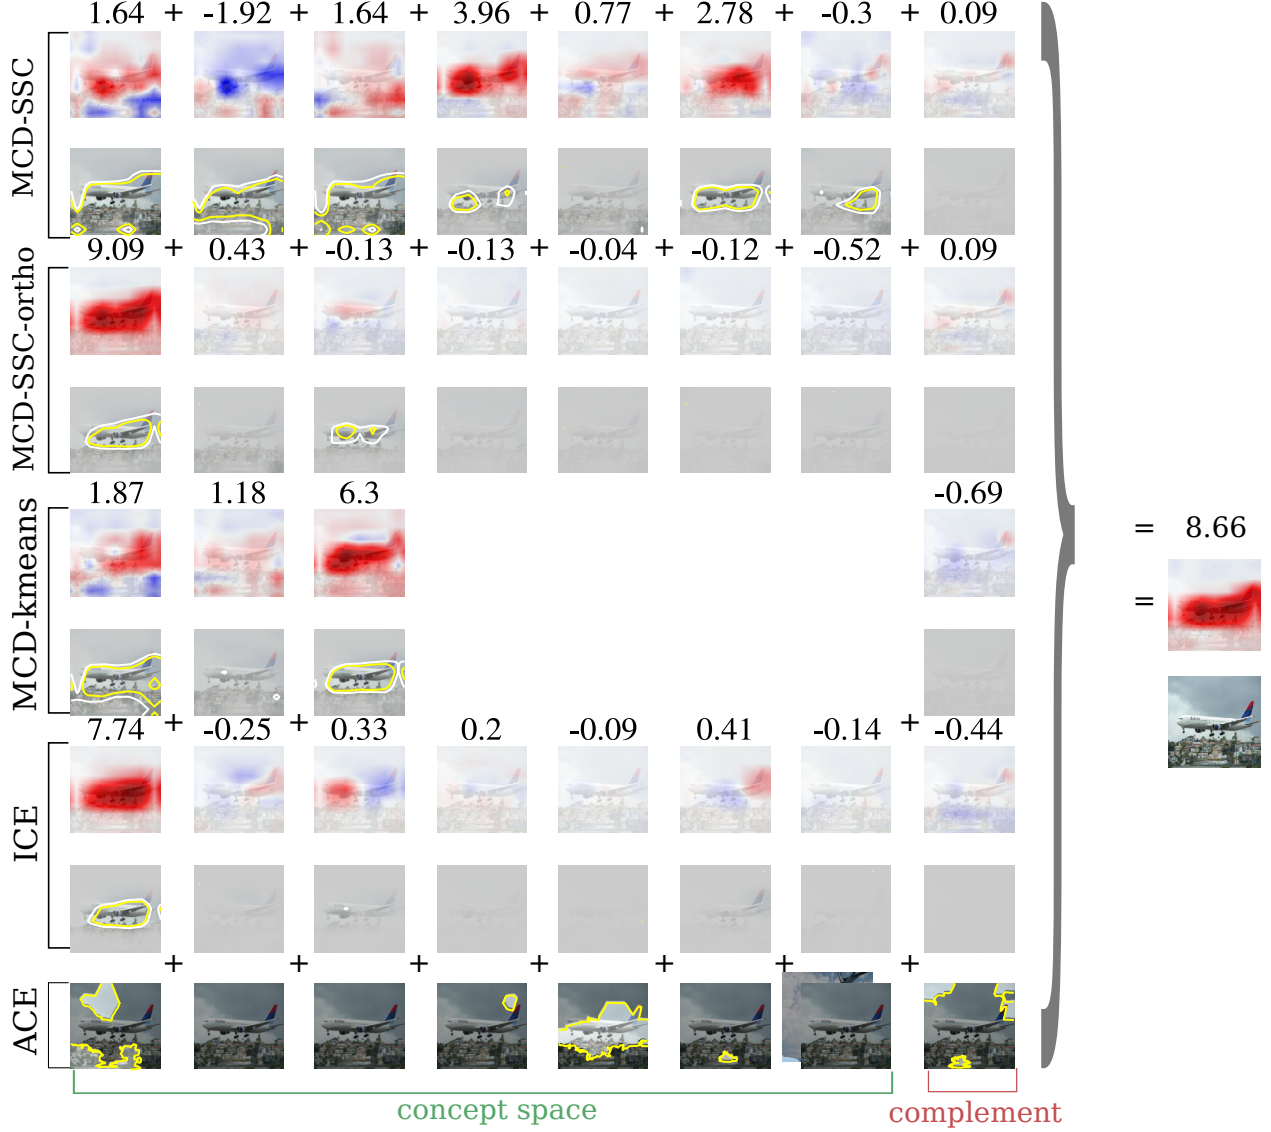 1.64 + -1.92 + 1.64 + 3.96 + 0.77 + 2.78 + -0.3 + 0.09
MCD-SSC
9.09 + 0.43 + -0.13 + -0.13 + -0.04 + -0.12 + -0.52 + 0.09
MCD-SSC-ortho
1.87 1.18 6.3 -0.69
MCD-kmeans
= 8.66
=
7.74 + -0.25 + 0.33 0.2 -0.09 0.41 -0.14 + -0.44
ICE
+ + + + + + +
ACE
concept space
complement